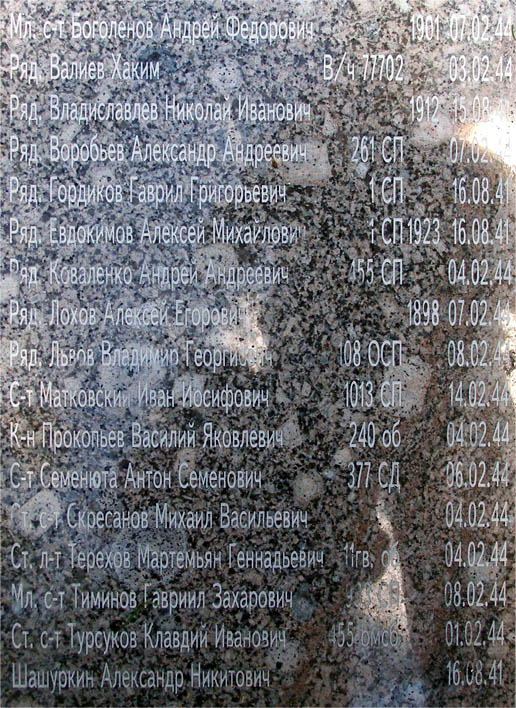 Мл. с-т Боголенов Андрей Федорович 1901 07.02.44
Ряд. Валиев Хаким В/ч 77702 03.02.44
Ряд. Владиславлев Николай Иванович 1912
Ряд. Воробьев Александр Андреевич 261 СП
Ряд. Гордиков Гаврил Григорьевич 1 СП 16.08.41
Ряд. Евдокимов Алексей Михайлович 1 СП 1923 16.08.41
Ряд. Коваленко Андрей Андреевич 155 СП 04.02.44
Ряд. Лохов Алексей Егорович 1898 07.02.44
Ряд. Львов Владимир Георгиевич 108 ОСП 08.02.44
С-т Матковский Иван Иосифович 1013 СП 14.02.44
К-н Прокопьев Василий Яковлевич 240 об 04.02.44
С-т Семенюта Антон Семенович 377 СД 06.02.44
Ст. с-т Скресанов Михаил Васильевич 04.02.44
Ст. л-т Терехов Мартемьян Геннадьевич 11гв. 04.02.44
Мл. с-т Тиминов Гавриил Захарович 08.02.44
Ст. с-т Турсуков Клавдий Иванович 455 омсб 01.02.44
Шашуркин Александр Никитович 16.08.41